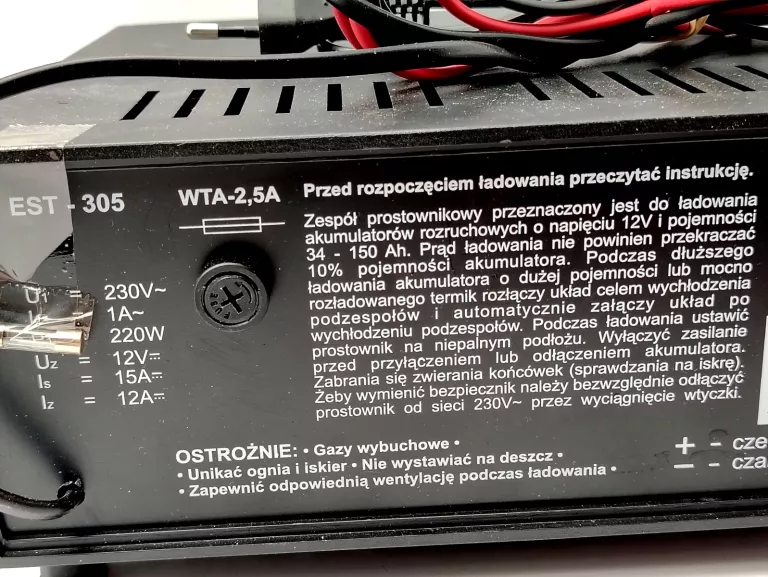 EST - 305
WTA-2,5A
U₁ = 230V~
1A~
220W
Uz = 12V⎓
Is = 15A⎓
Iz = 12A⎓
Przed rozpoczęciem ładowania przeczytać instrukcję.
Zespół prostownikowy przeznaczony jest do ładowania
akumulatorów rozruchowych o napięciu 12V i pojemności
34 - 150 Ah. Prąd ładowania nie powinien przekraczać
10% pojemności akumulatora. Podczas dłuższego
ładowania akumulatora o dużej pojemności lub mocno
rozładowanego termik rozłączy układ celem wychłodzenia
podzespołów i automatycznie załączy układ po
wychłodzeniu podzespołów. Podczas ładowania ustawić
prostownik na niepalnym podłożu. Wyłączyć zasilanie
przed przyłączeniem lub odłączeniem akumulatora.
Zabrania się zwierania końcówek (sprawdzania na iskrę).
Żeby wymienić bezpiecznik należy bezwzględnie odłączyć
prostownik od sieci 230V~ przez wyciągnięcie wtyczki.
OSTROŻNIE: • Gazy wybuchowe •
• Unikać ognia i iskier • Nie wystawiać na deszcz •
• Zapewnić odpowiednią wentylację podczas ładowania •
+ - cze
− - cza